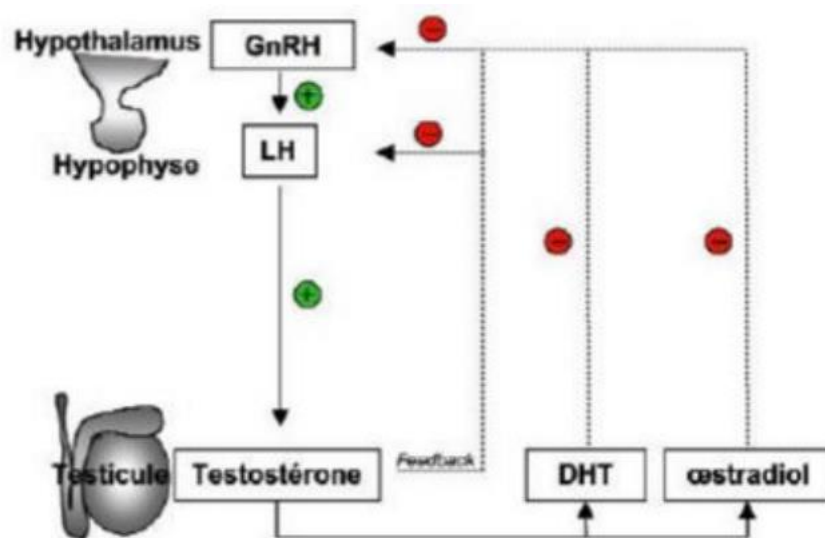 Hypothalamus
GnRH
LH
Hypophyse
Feedback
Testicule
Testostérone
DHT
œstradiol